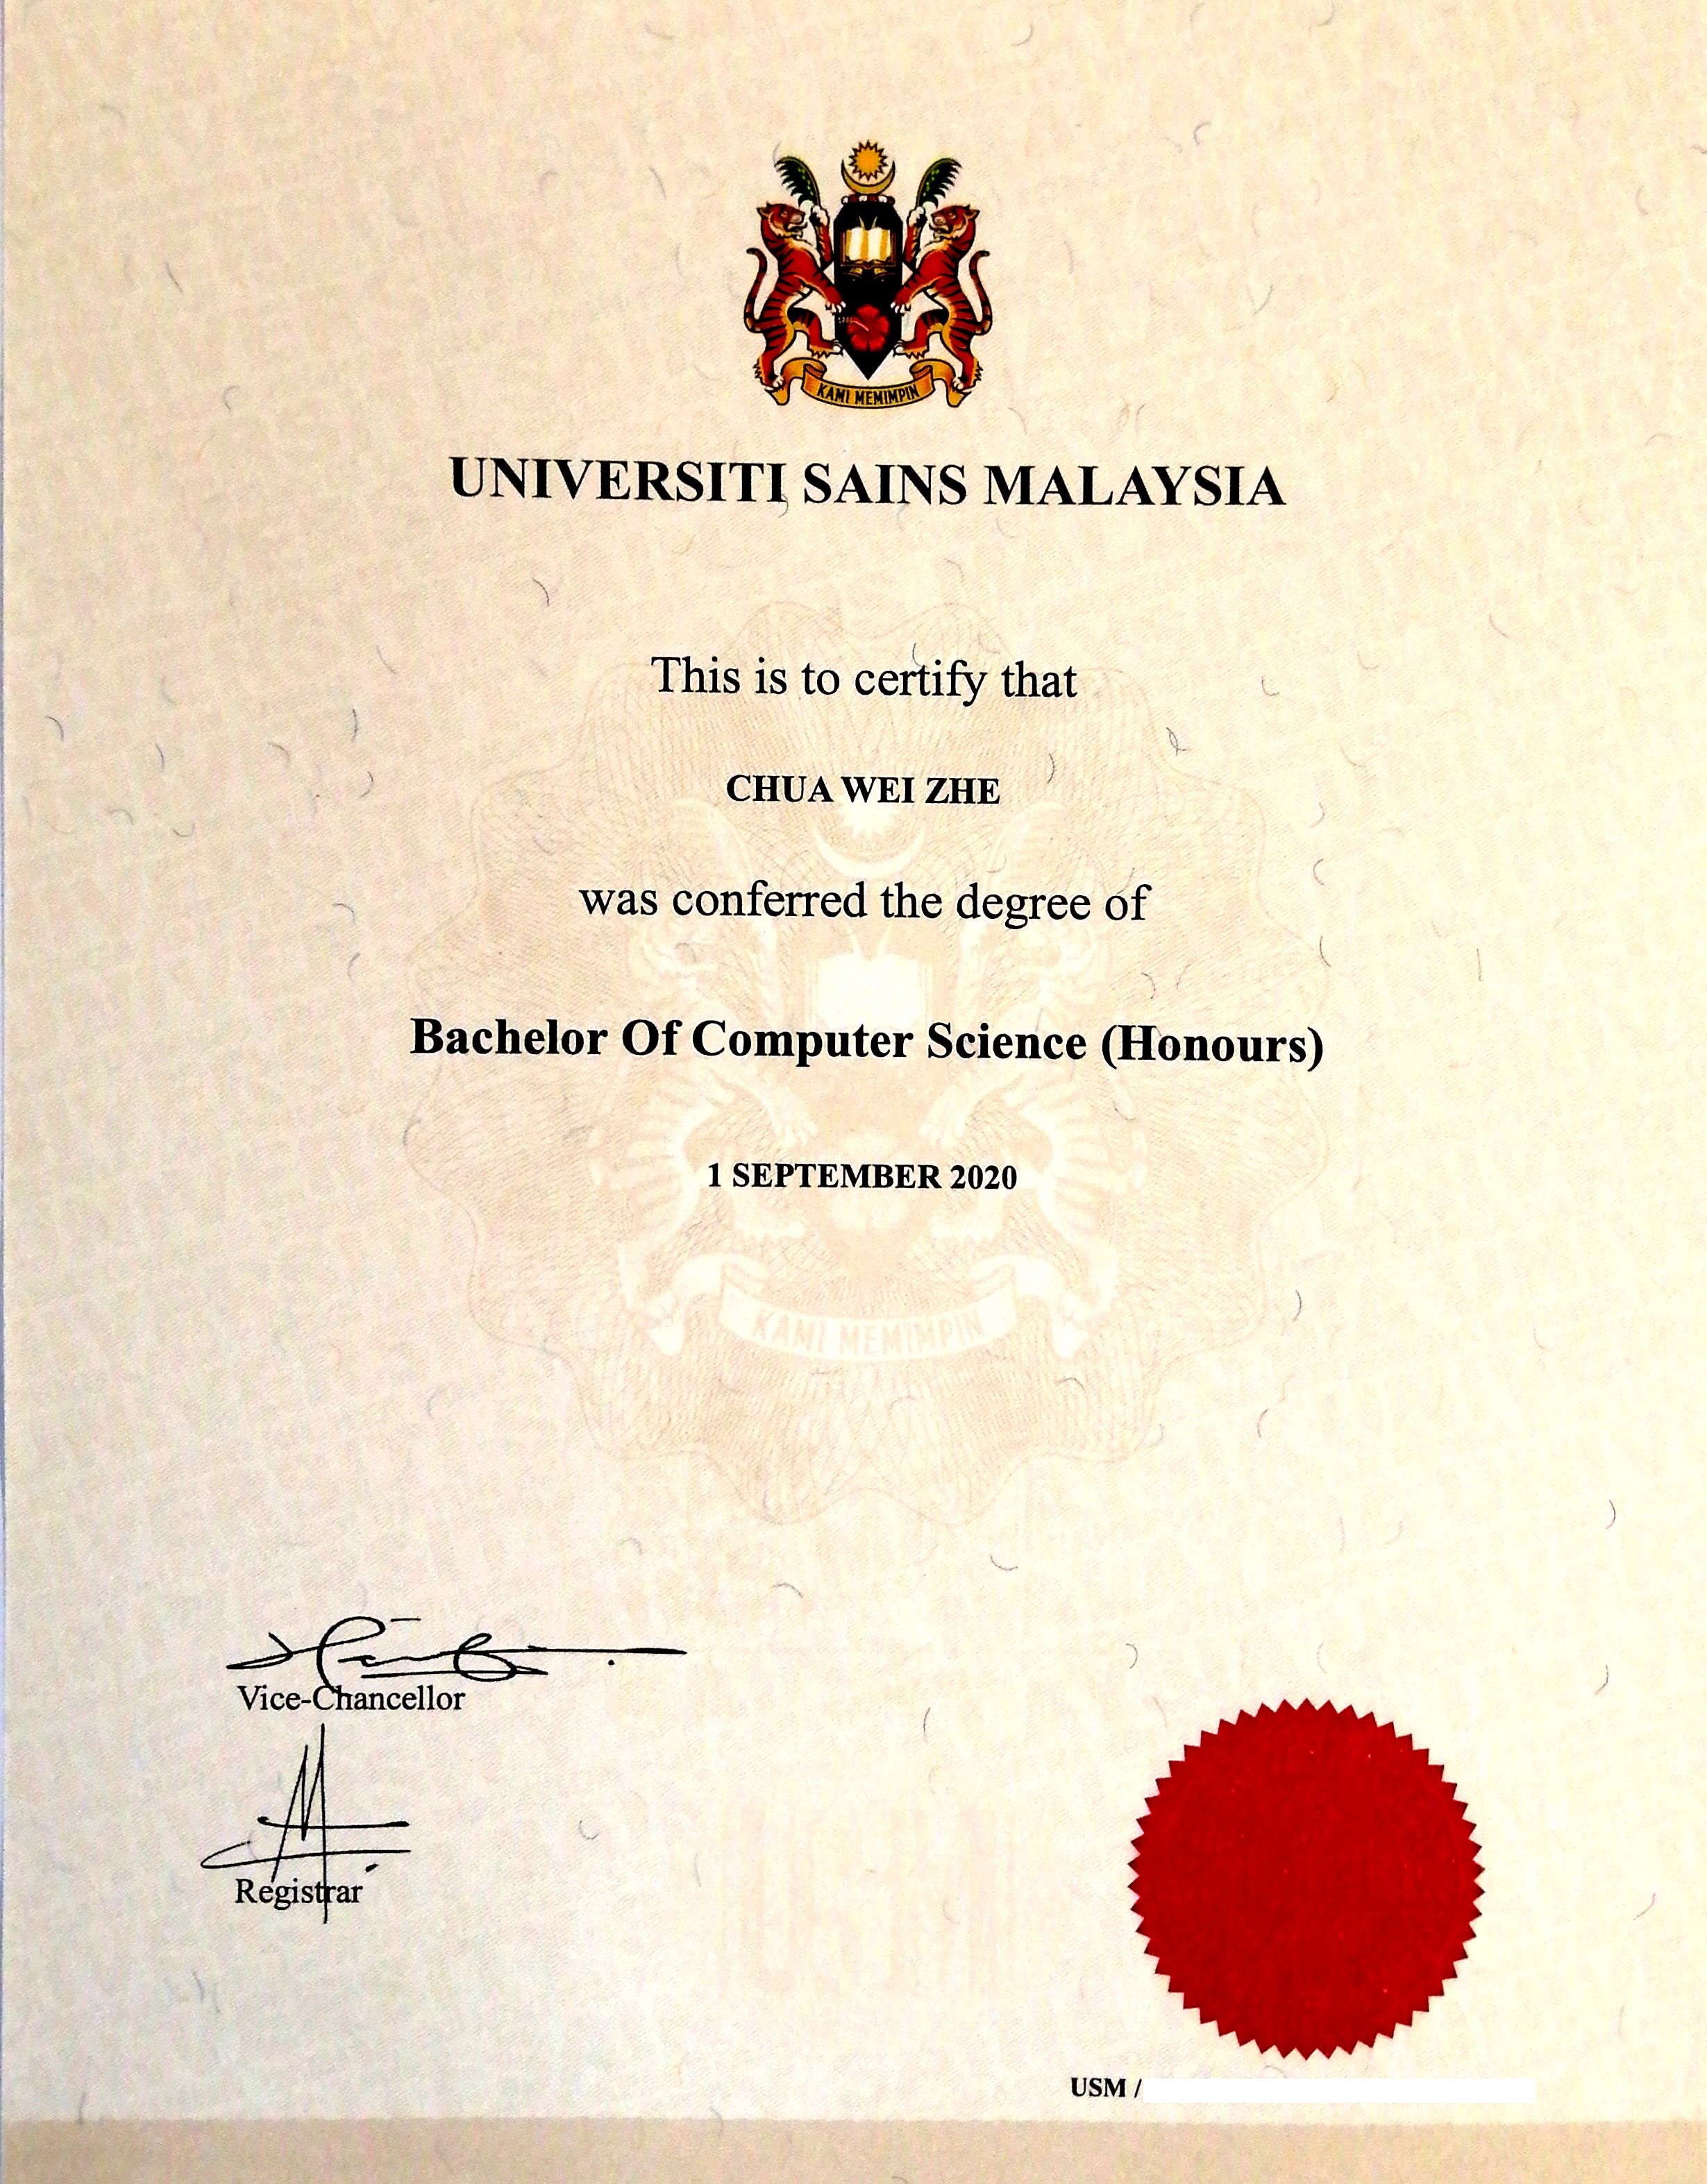 KAMI MEMIMPIN
UNIVERSITI SAINS MALAYSIA
This is to certify that
CHUA WEI ZHE
was conferred the degree of
Bachelor Of Computer Science (Honours)
1 SEPTEMBER 2020
KAMI MEMIMPIN
Vice-Chancellor
Registrar
USM /